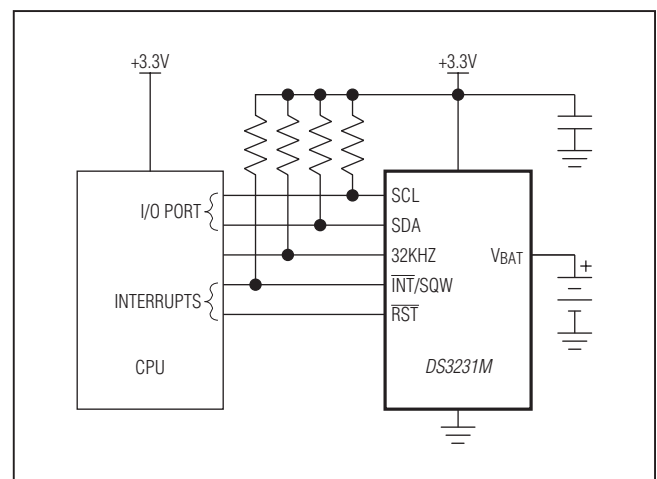 +3.3V
+3.3V
I/O PORT
INTERRUPTS
CPU
SCL
SDA
32KHZ
INT/SQW
RST
VBAT
+
DS3231M